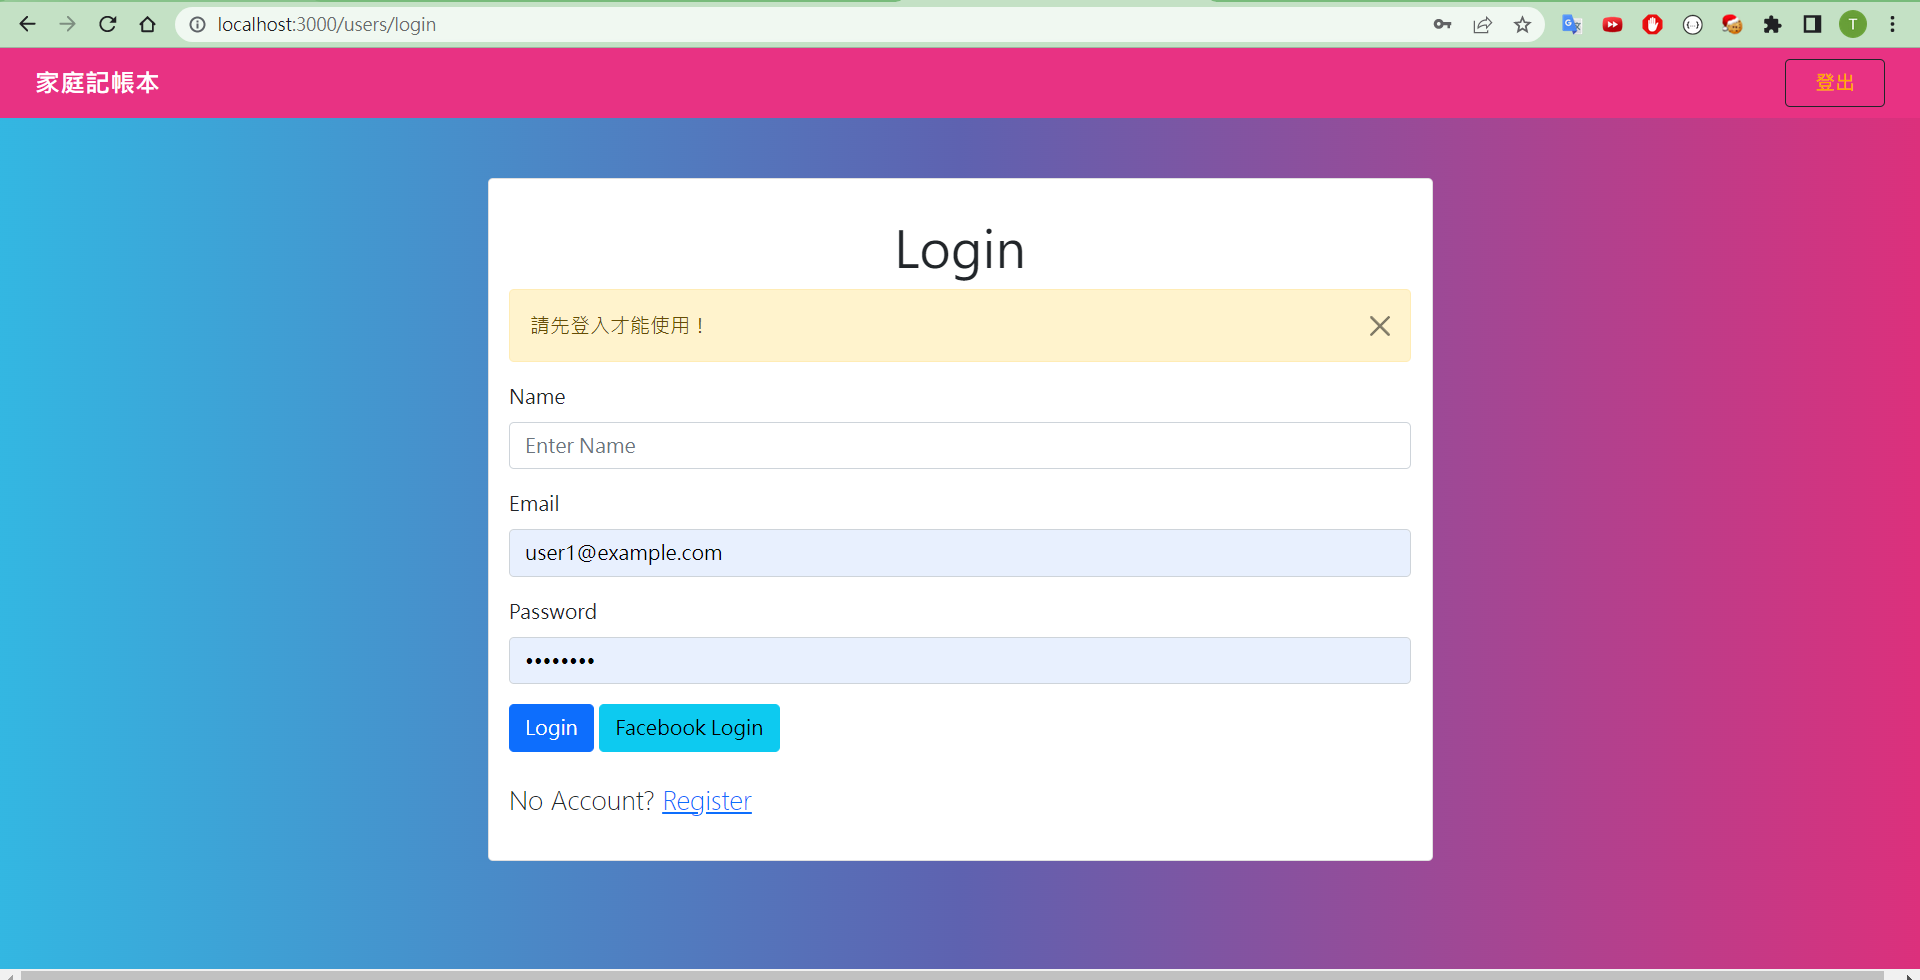 localhost:3000/users/login
T
家庭記帳本
登出
Login
請先登入才能使用！
Name
Enter Name
Email
user1@example.com
Password
••••••••
Login
Facebook Login
No Account? Register